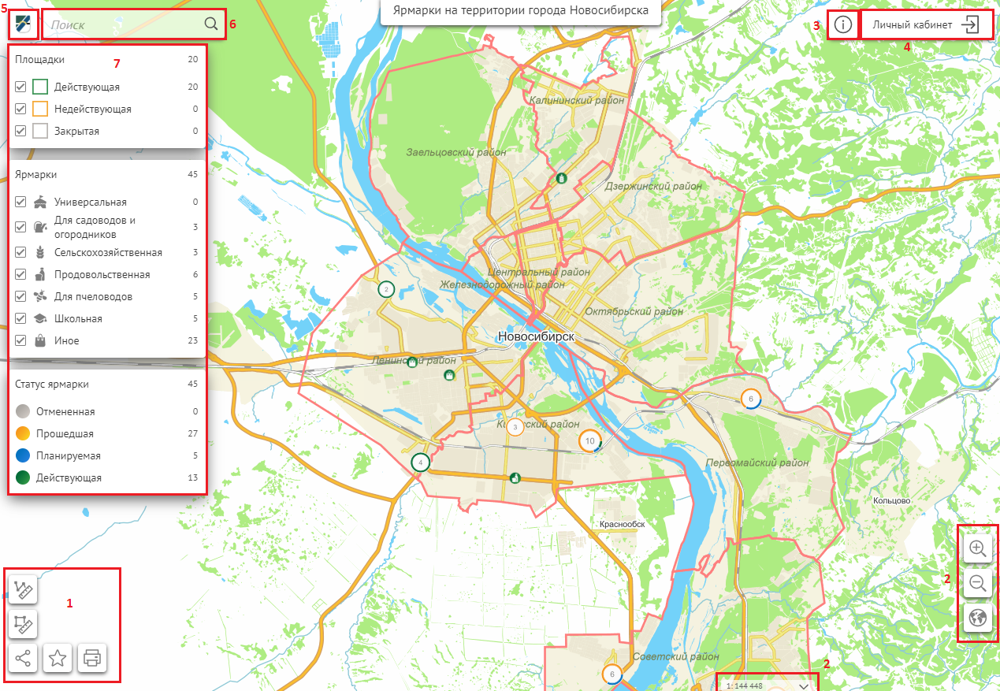 Ярмарки на территории города Новосибирска
5
Поиск
6
3
Личный кабинет
4
7
Площадки 20
Действующая 20
Недействующая 0
Закрытая 0
Ярмарки 45
Универсальная 0
Для садоводов и
огородников 3
Сельскохозяйственная 3
Продовольственная 6
Для пчеловодов 5
Школьная 5
Иное 23
Статус ярмарки 45
Отмененная 0
Прошедшая 27
Планируемая 5
Действующая 13
Калининский район
Заельцовский район
Дзержинский район
Центральный район
Железнодорожный район
2
Октябрьский район
Новосибирск
Ленинский район
6
3
Кировский район
10
4
Первомайский район
Кольцово
Краснообск
2
1
Советский район
6
2
1: 144 448